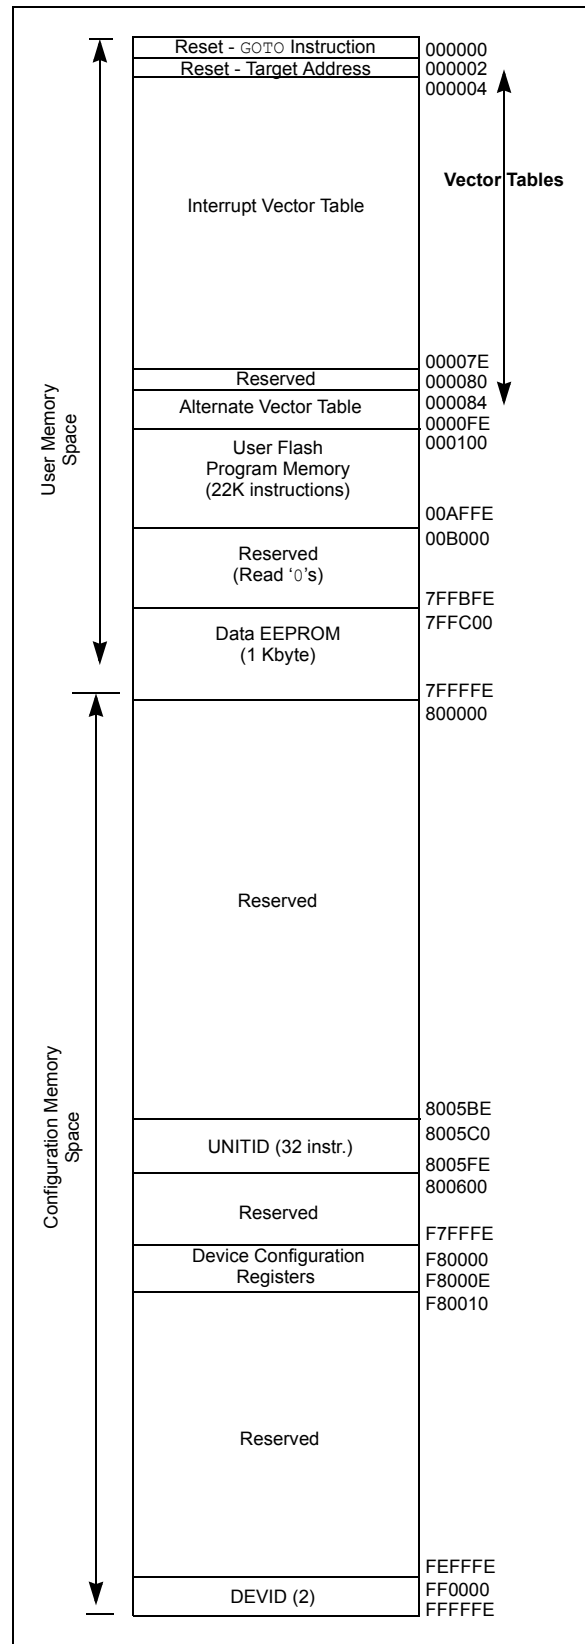 Reset - GOTO Instruction
000000
Reset - Target Address
000002
000004
Vector Tables
Interrupt Vector Table
00007E
Reserved
000080
Alternate Vector Table
000084
0000FE
User Flash
Program Memory
(22K instructions)
000100
00AFFE
00B000
Reserved
(Read ‘0’s)
7FFBFE
7FFC00
Data EEPROM
(1 Kbyte)
7FFFFE
User Memory
Space
800000
Reserved
8005BE
8005C0
UNITID (32 instr.)
8005FE
800600
Reserved
F7FFFE
Device Configuration
Registers
F80000
F8000E
F80010
Reserved
FEFFFE
FF0000
DEVID (2)
FFFFFE
Configuration Memory
Space